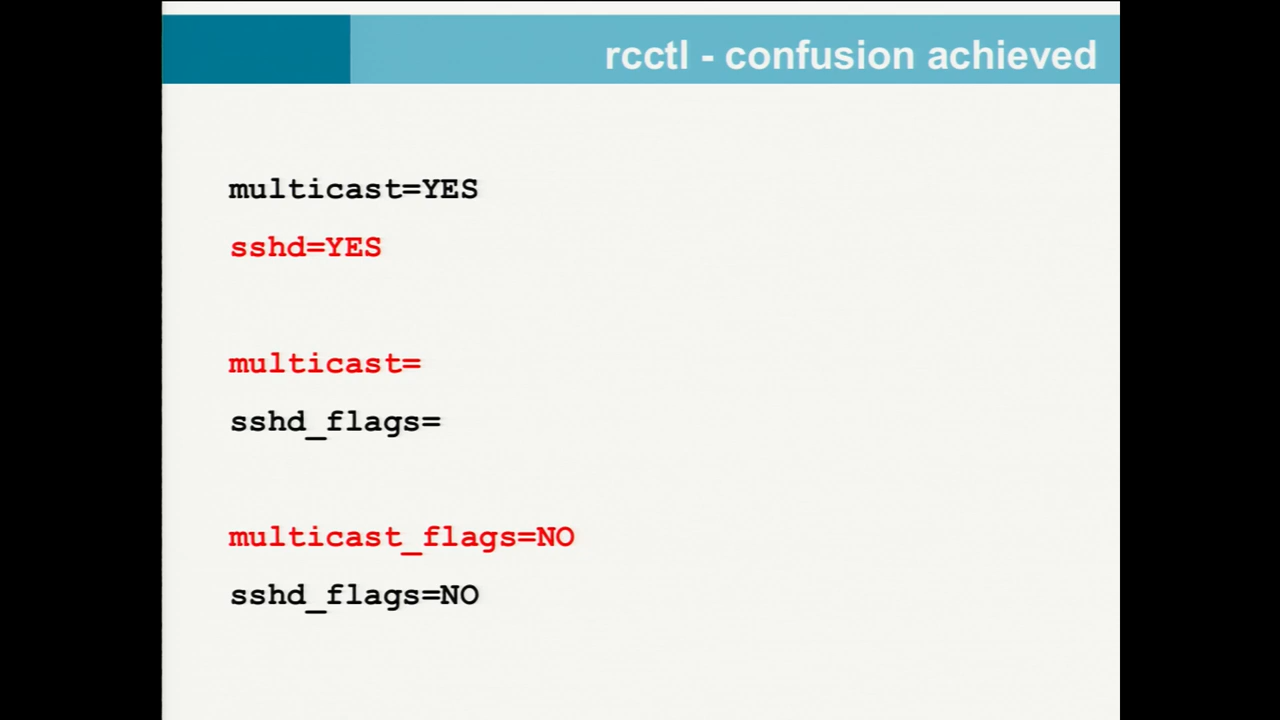 rcctl - confusion achieved
multicast=YES
sshd=YES
multicast=
sshd_flags=
multicast_flags=NO
sshd_flags=NO